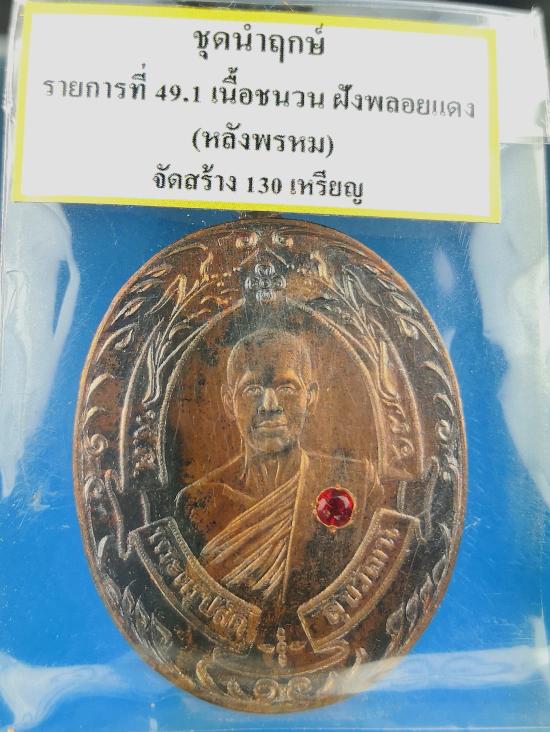 ชุดนำฤกษ์
รายการที่ 49.1 เนื้อชนวน ฝังพลอยแดง
(หลังพรหม)
จัดสร้าง 130 เหรียญ